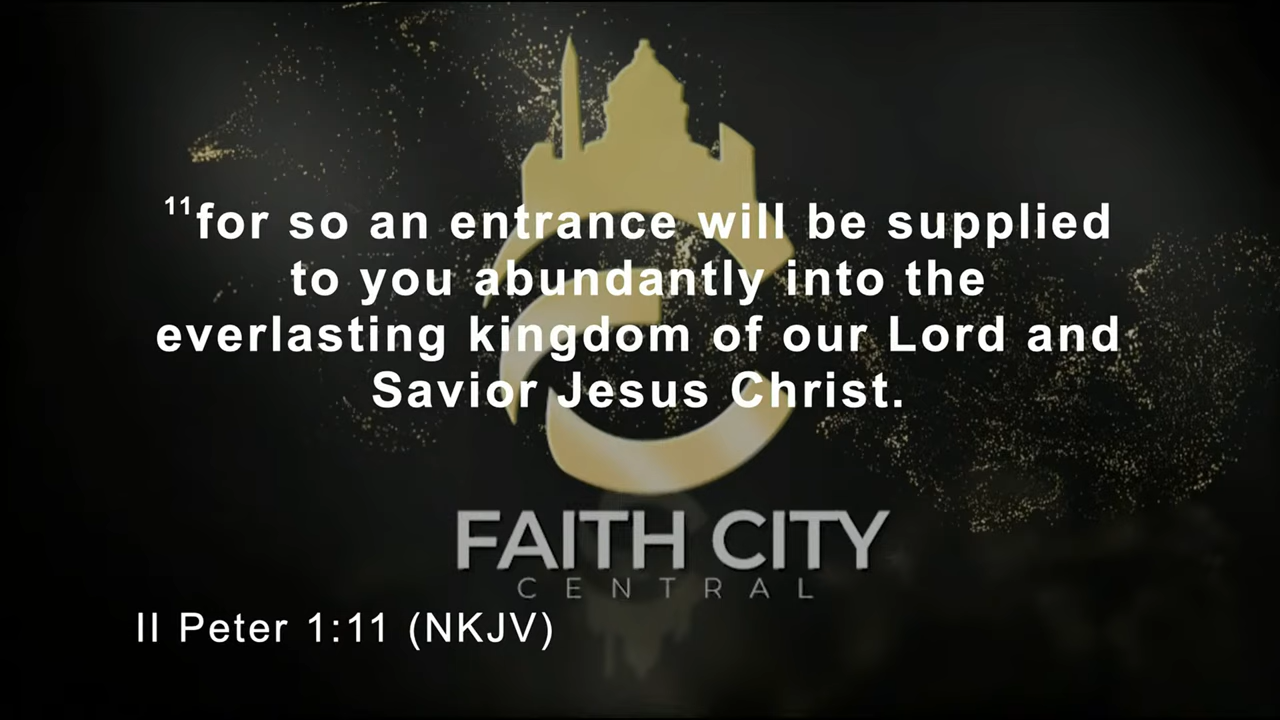 11for so an entrance will be supplied
to you abundantly into the
everlasting kingdom of our Lord and
Savior Jesus Christ.
FAITH CITY
CENTRAL
II Peter 1:11 (NKJV)